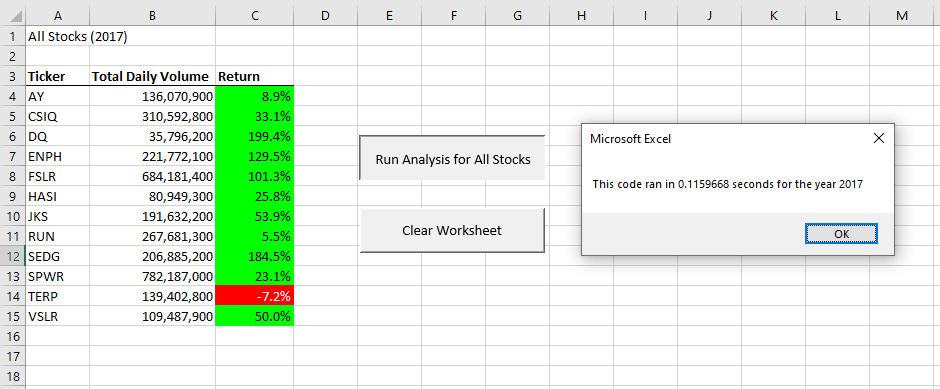 A B C D E F G H I J K L M
1 All Stocks (2017)
2
3 Ticker Total Daily Volume Return
4 AY 136,070,900 8.9%
5 CSIQ 310,592,800 33.1%
6 DQ 35,796,200 199.4%
7 ENPH 221,772,100 129.5%
8 FSLR 684,181,400 101.3%
9 HASI 80,949,300 25.8%
10 JKS 191,632,200 53.9%
11 RUN 267,681,300 5.5%
12 SEDG 206,885,200 184.5%
13 SPWR 782,187,000 23.1%
14 TERP 139,402,800 -7.2%
15 VSLR 109,487,900 50.0%
16
17
18
Run Analysis for All Stocks
Clear Worksheet
Microsoft Excel
This code ran in 0.1159668 seconds for the year 2017
OK